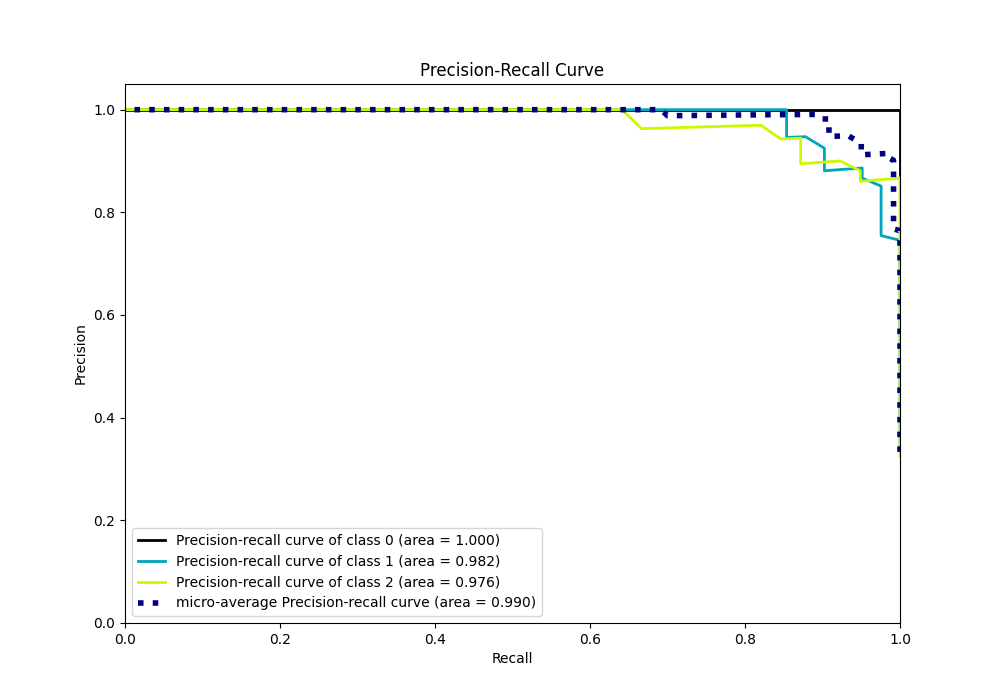 Precision-Recall Curve
1.0
0.8
0.6
0.4
0.2
0.0
Precision
Precision-recall curve of class 0 (area = 1.000)
Precision-recall curve of class 1 (area = 0.982)
Precision-recall curve of class 2 (area = 0.976)
micro-average Precision-recall curve (area = 0.990)
0.0 0.2 0.4 0.6 0.8 1.0
Recall